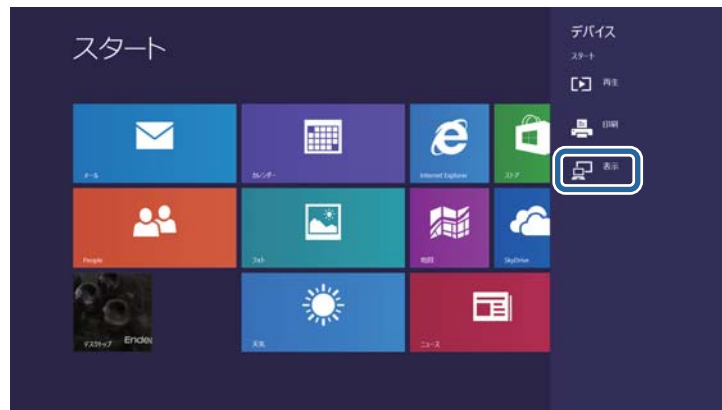 スタート
メール
カレンダー
Internet Explorer
ストア
People
フォト
地図
SkyDrive
デスクトップ
天気
ニュース
デバイス
スタート
再生
印刷
表示